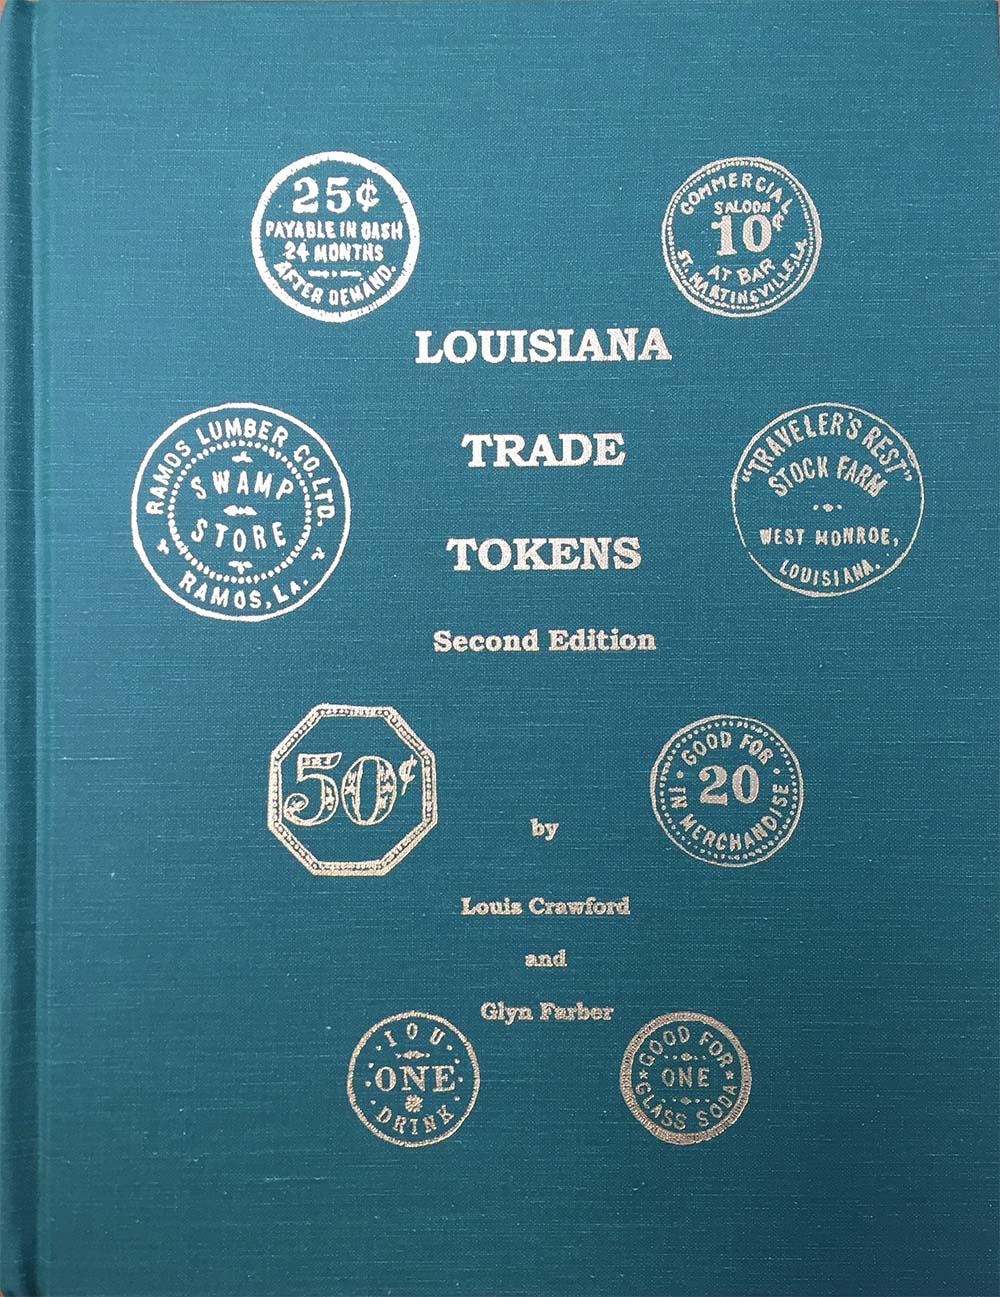 25¢
PAYABLE IN CASH
24 MONTHS
AFTER DEMAND.
COMMERCIAL
SALOON
10¢
AT BAR
ST. MARTINSVILLE, LA.
LOUISIANA
TRADE
TOKENS
Second Edition
RAMOS LUMBER CO. LTD.
SWAMP
STORE
RAMOS, LA.
"TRAVELER'S REST"
STOCK FARM
WEST MONROE,
LOUISIANA.
50¢
GOOD FOR
20
IN MERCHANDISE
by
Louis Crawford
and
Glyn Farber
IOU
ONE
DRINK
GOOD FOR
ONE
GLASS SODA